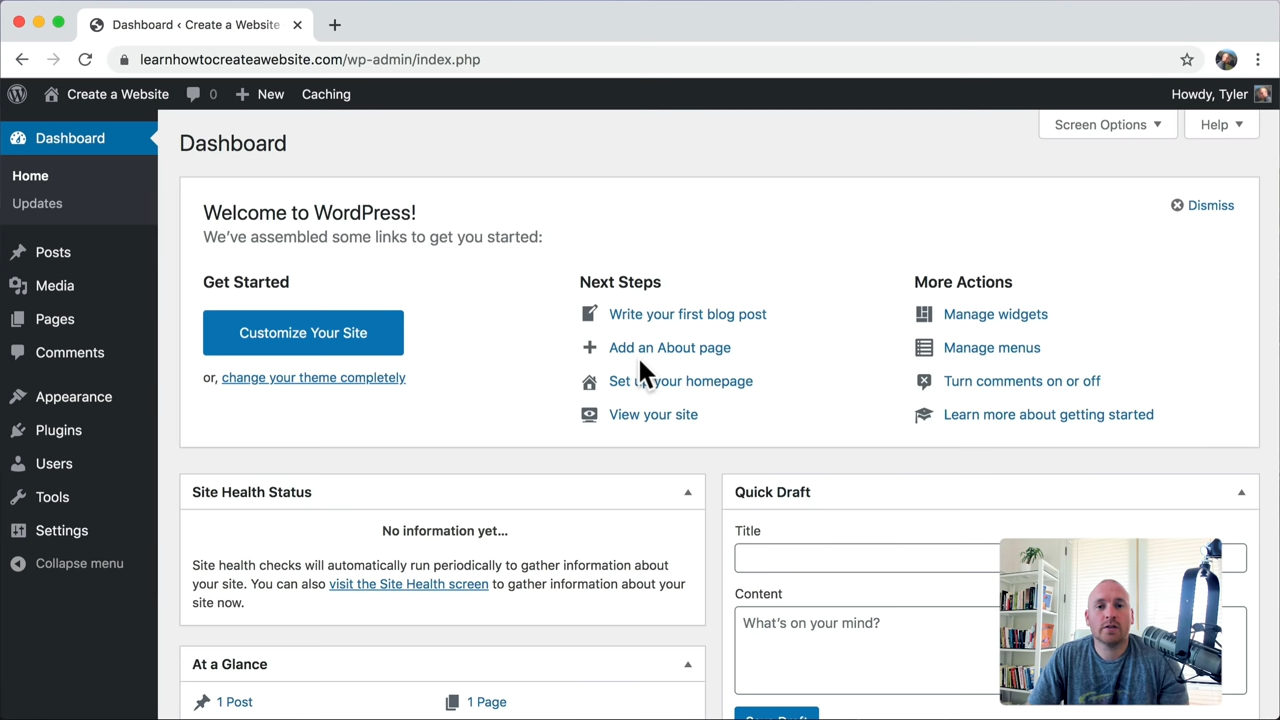 Dashboard ‹ Create a Website
learnhowtocreateawebsite.com/wp-admin/index.php
Create a Website 0 New Caching Howdy, Tyler
Screen Options Help
Dashboard
Home
Updates
Posts
Media
Pages
Comments
Appearance
Plugins
Users
Tools
Settings
Collapse menu
Dashboard
Welcome to WordPress!
Dismiss
We've assembled some links to get you started:
Get Started
Customize Your Site
or, change your theme completely
Next Steps
Write your first blog post
Add an About page
Set your homepage
View your site
More Actions
Manage widgets
Manage menus
Turn comments on or off
Learn more about getting started
Site Health Status
No information yet...
Site health checks will automatically run periodically to gather information about
your site. You can also visit the Site Health screen to gather information about your
site now.
At a Glance
1 Post 1 Page
Quick Draft
Title
Content
What's on your mind?